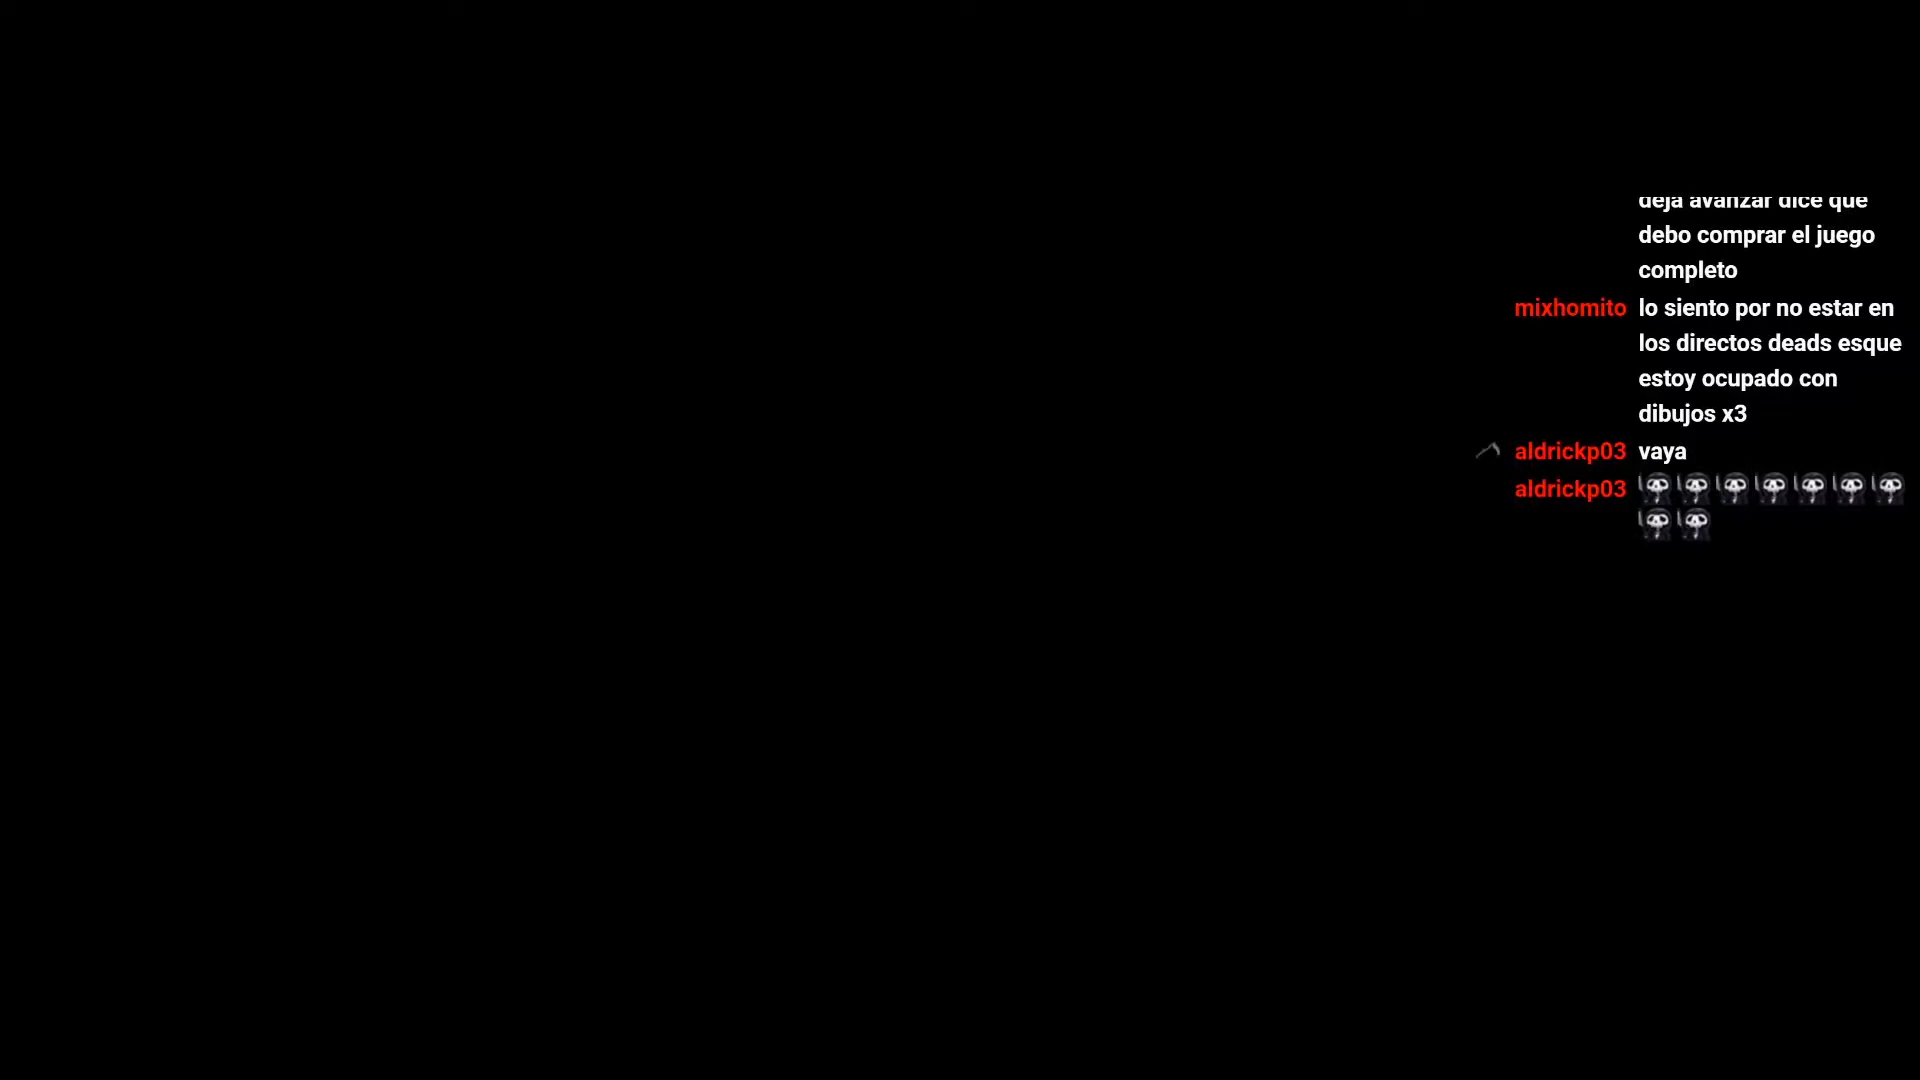 deja avanzar dice que
debo comprar el juego
completo
mixhomito lo siento por no estar en
los directos deads esque
estoy ocupado con
dibujos x3
aldrickp03 vaya
aldrickp03